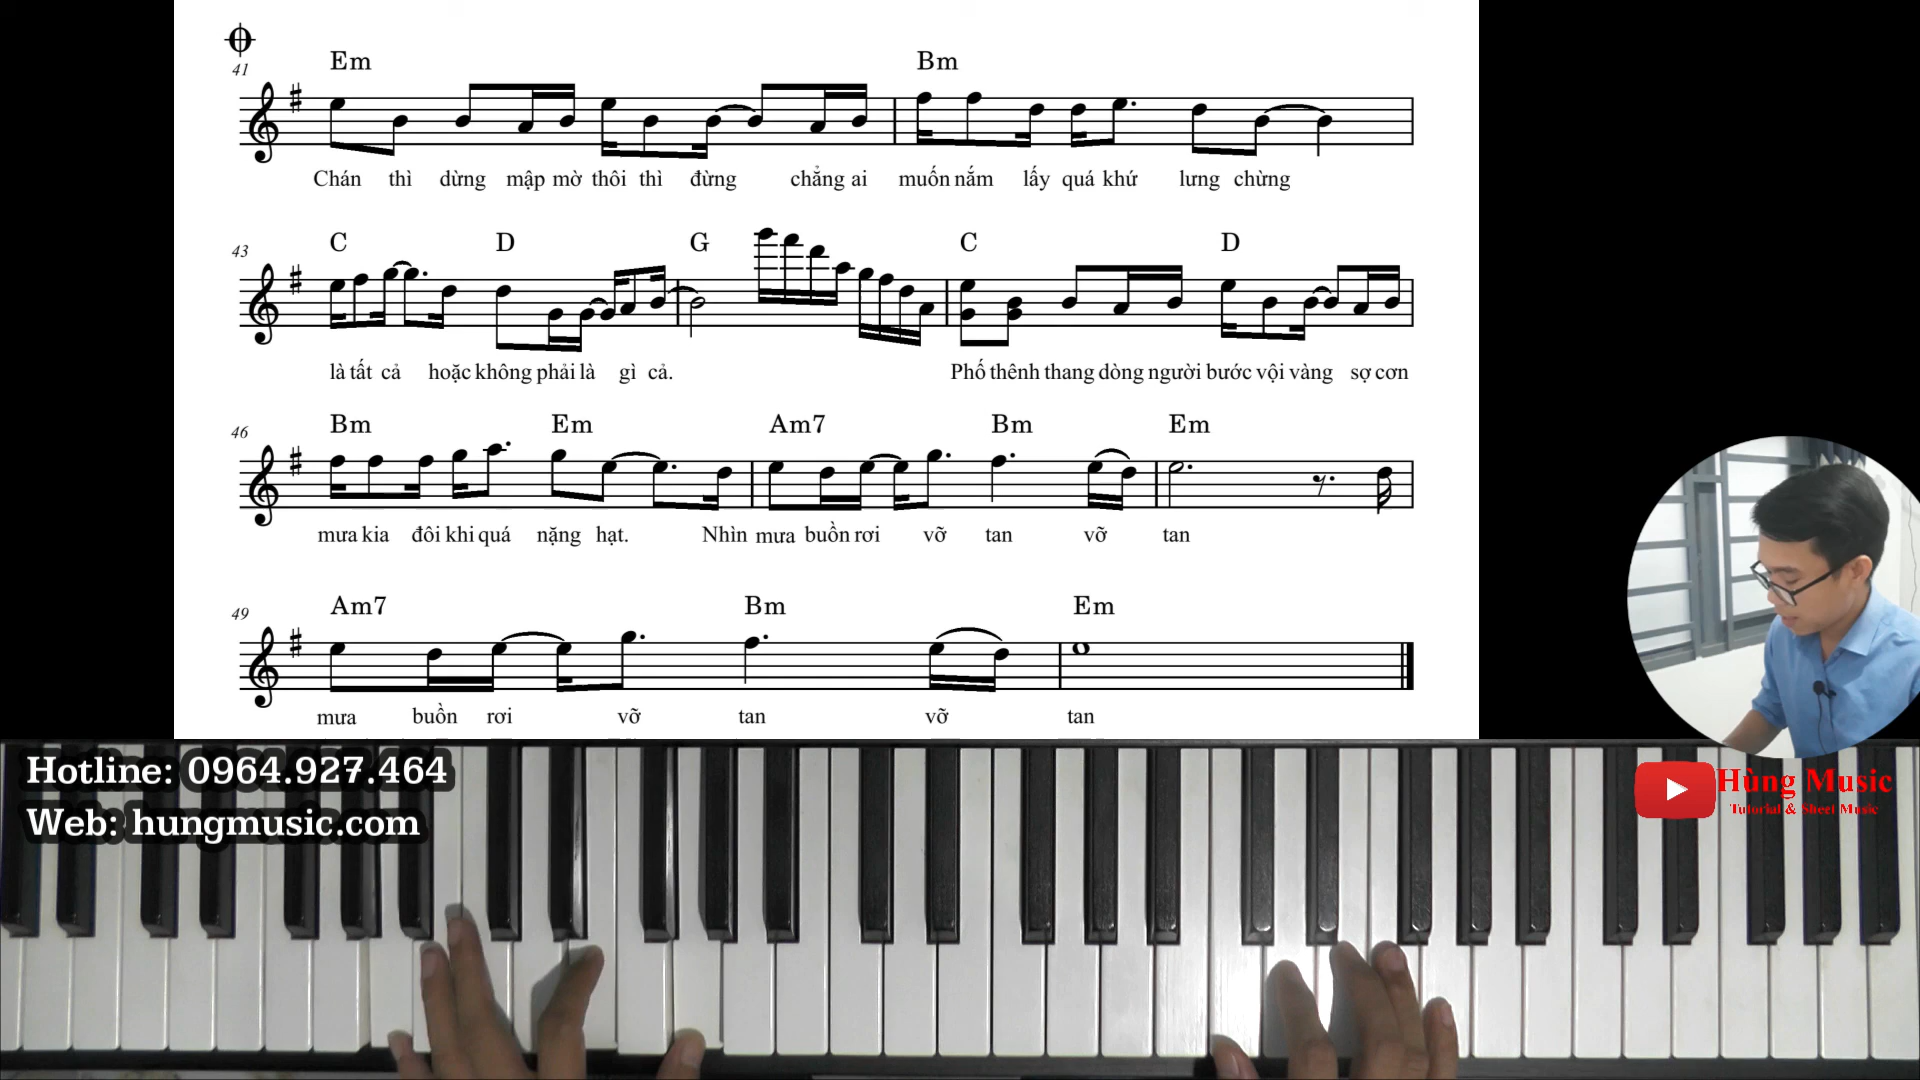 41 Em Bm
Chán thì dừng mập mờ thôi thì đừng chẳng ai muốn nắm lấy quá khứ lưng chừng
43 C D G C D
là tất cả hoặc không phải là gì cả. Phố thênh thang dòng người bước vội vàng sợ cơn
46 Bm Em Am7 Bm Em
mưa kia đôi khi quá nặng hạt. Nhìn mưa buồn rơi vỡ tan vỡ tan
49 Am7 Bm Em
mưa buồn rơi vỡ tan vỡ tan
Hotline: 0964.927.464
Web: hungmusic.com
Hùng Music
Tutorial & Sheet Music